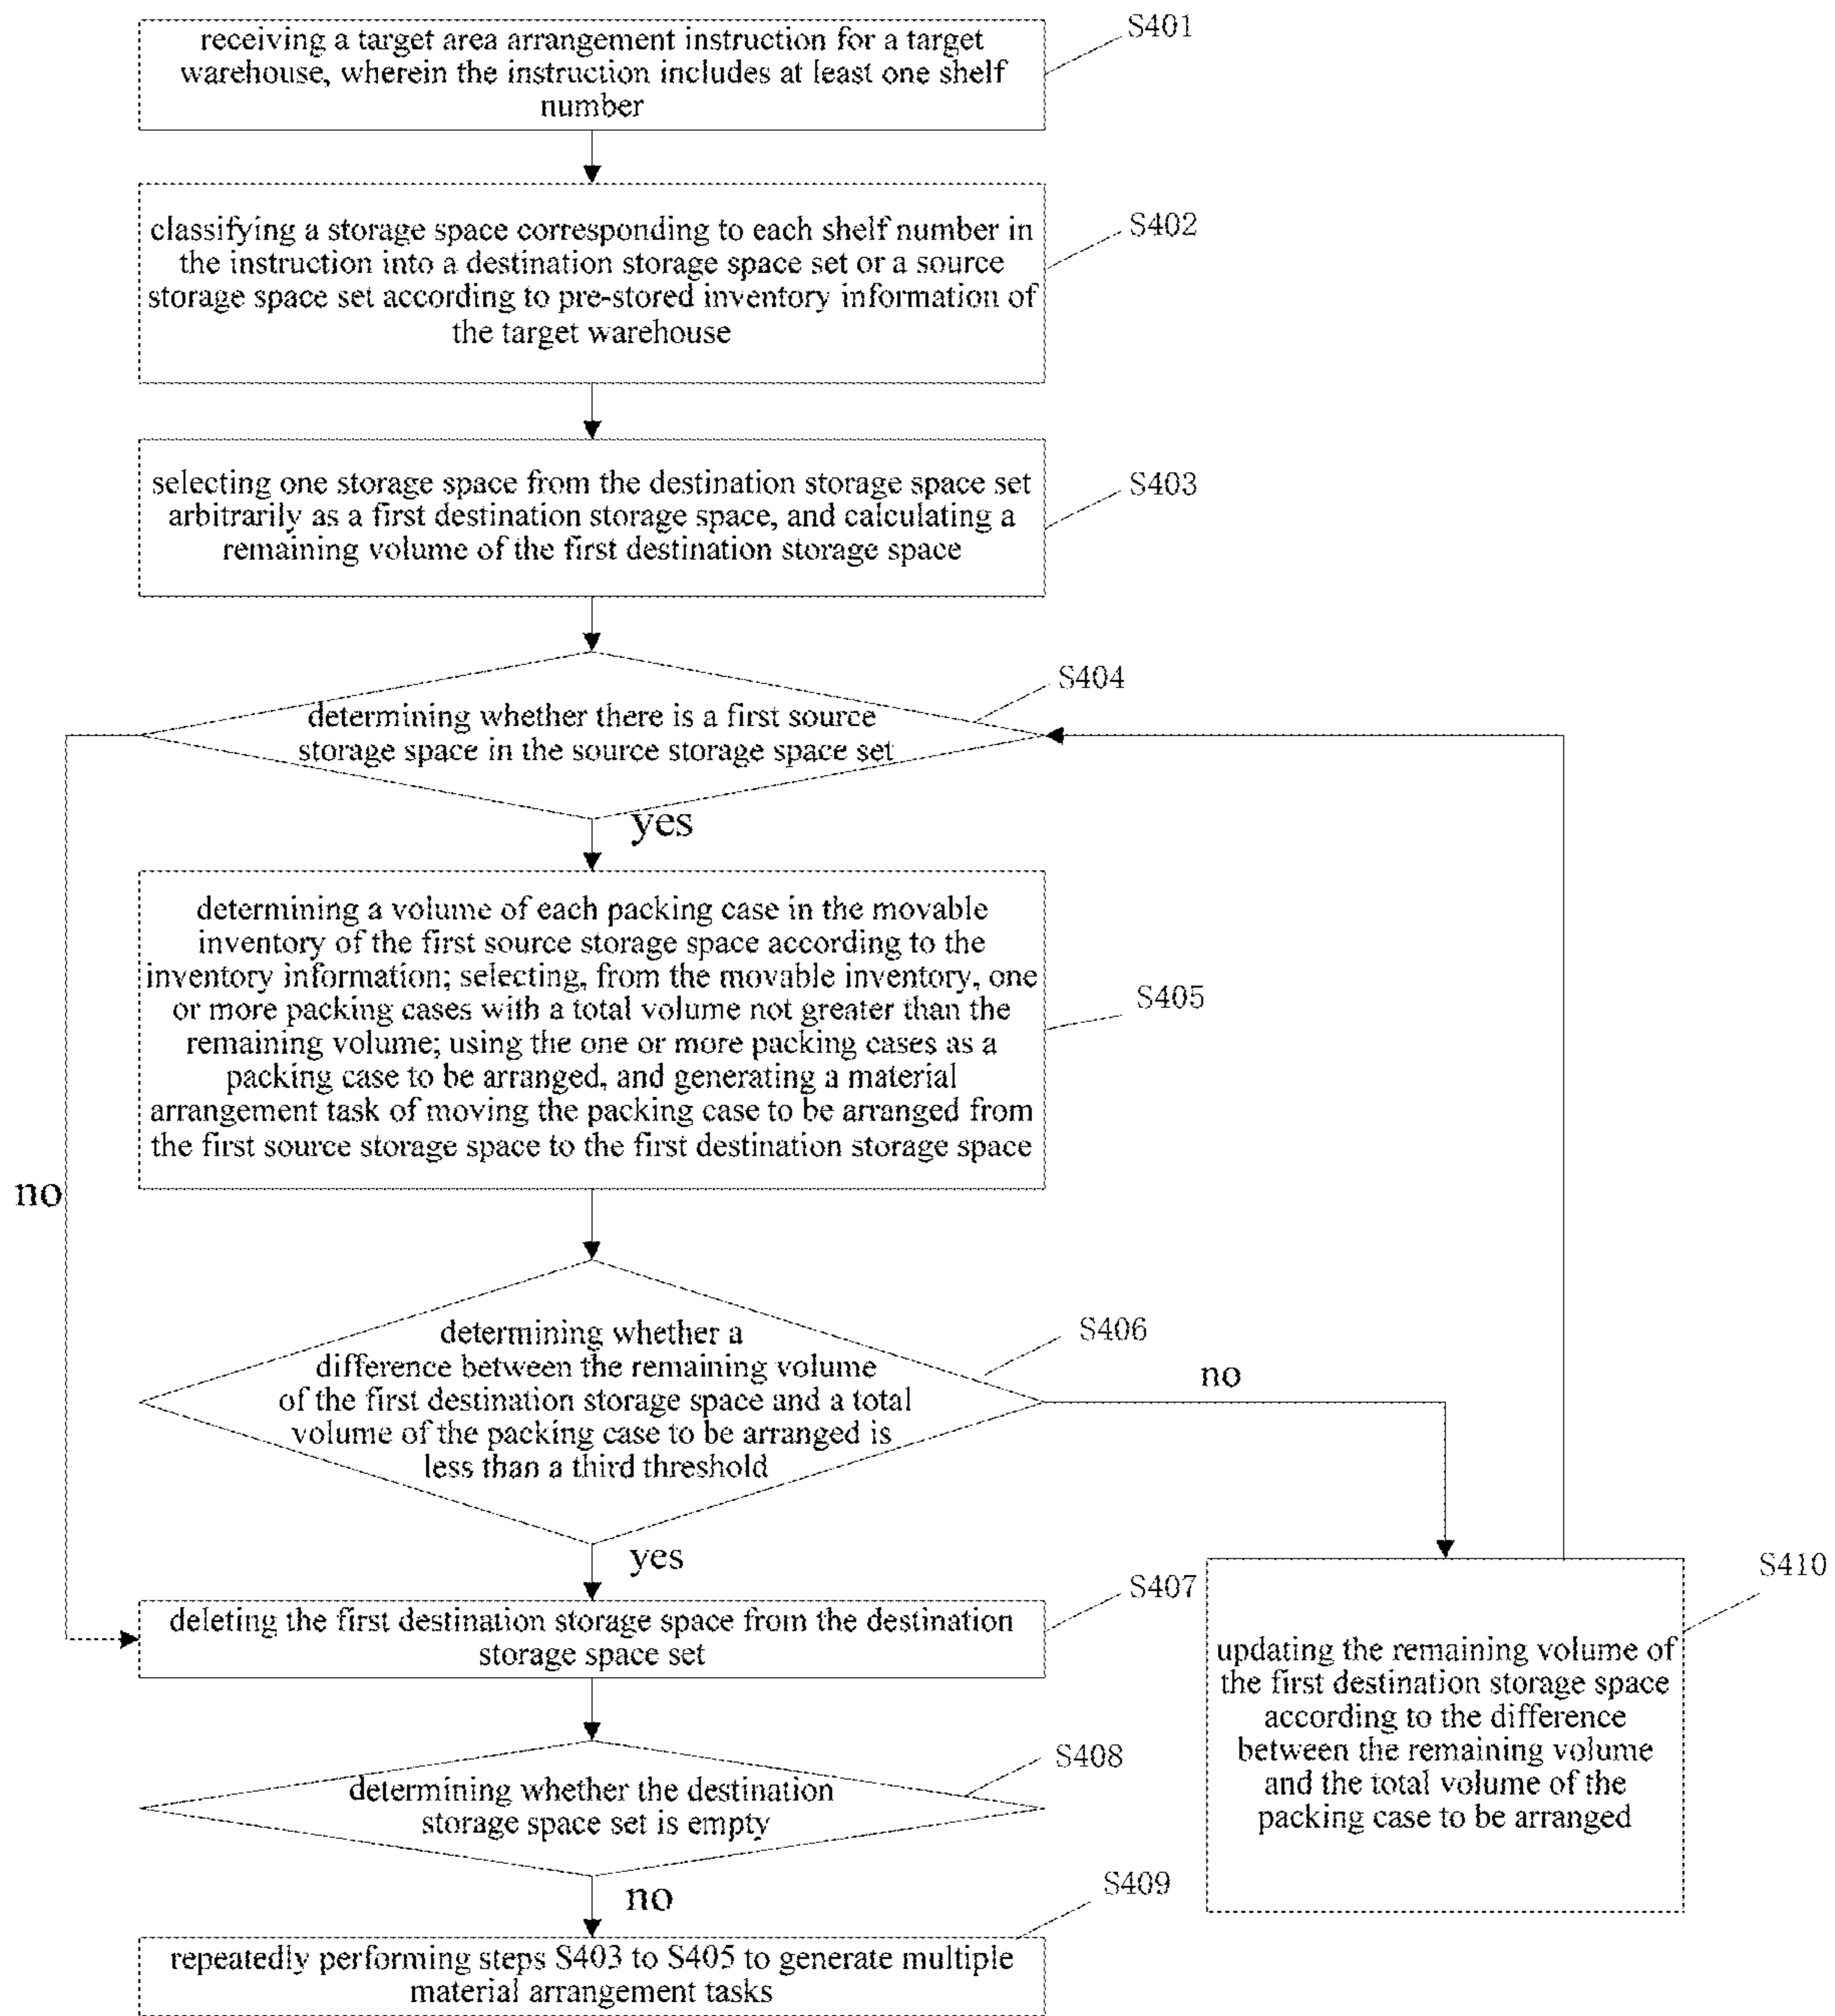 receiving a target area arrangement instruction for a target
warehouse, wherein the instruction includes at least one shelf
number
S401
classifying a storage space corresponding to each shelf number in
the instruction into a destination storage space set or a source
storage space set according to pre-stored inventory information of
the target warehouse
S402
selecting one storage space from the destination storage space set
arbitrarily as a first destination storage space, and calculating a
remaining volume of the first destination storage space
S403
determining whether there is a first source
storage space in the source storage space set
S404
yes
no
determining a volume of each packing case in the movable
inventory of the first source storage space according to the
inventory information; selecting, from the movable inventory, one
or more packing cases with a total volume not greater than the
remaining volume; using the one or more packing cases as a
packing case to be arranged, and generating a material
arrangement task of moving the packing case to be arranged from
the first source storage space to the first destination storage space
S405
determining whether a
difference between the remaining volume
of the first destination storage space and a total
volume of the packing case to be arranged is
less than a third threshold
S406
no
yes
deleting the first destination storage space from the destination
storage space set
S407
updating the remaining volume of
the first destination storage space
according to the difference
between the remaining volume
and the total volume of the
packing case to be arranged
S410
determining whether the destination
storage space set is empty
S408
no
repeatedly performing steps S403 to S405 to generate multiple
material arrangement tasks
S409